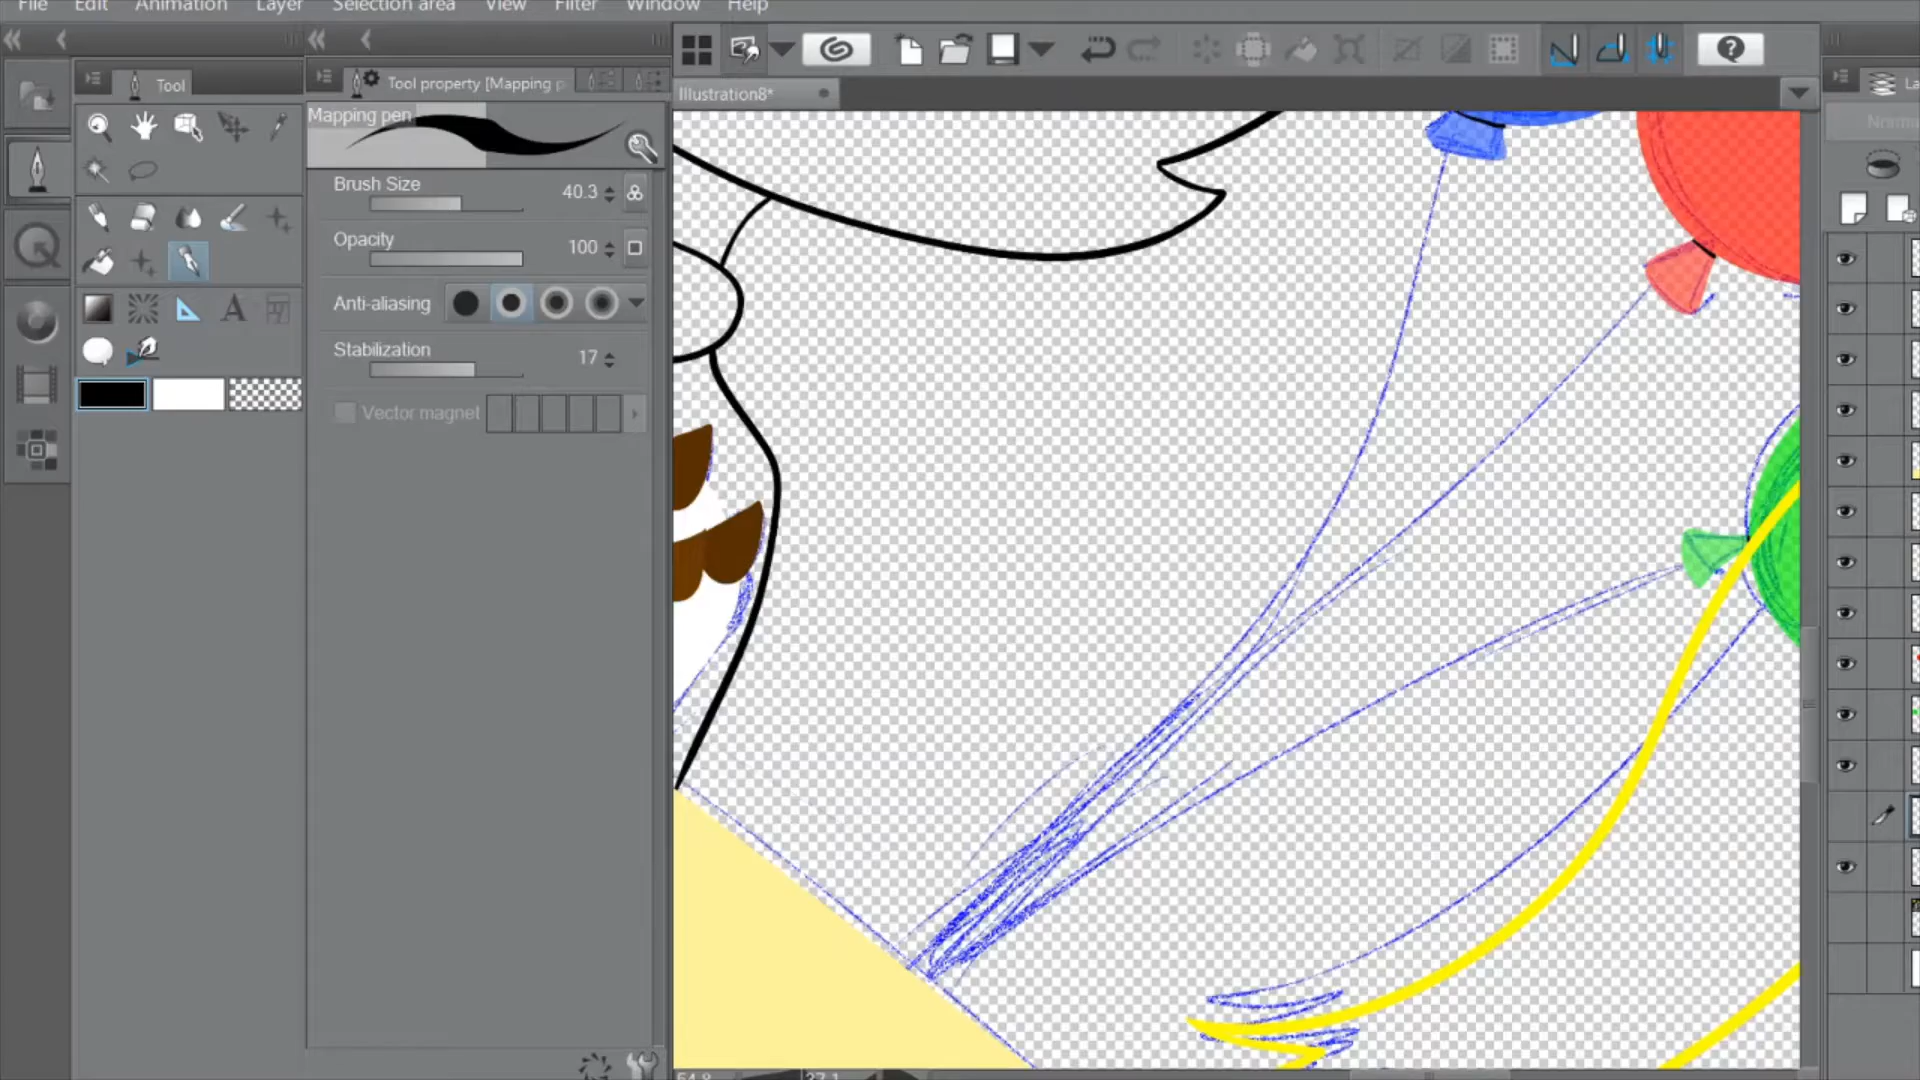 File Edit Animation Layer Selection area View Filter Window Help
Tool
Tool property [Mapping p
Illustration8*
Mapping pen
Brush Size 40.3
Opacity 100
Anti-aliasing
Stabilization 17
Vector magnet